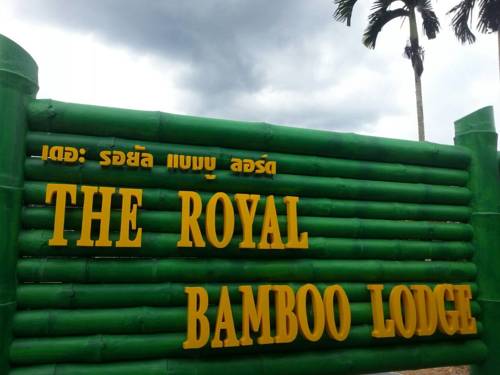 เดอะ รอยัล แบมบู ลอร์ด
THE ROYAL
BAMBOO LODGE